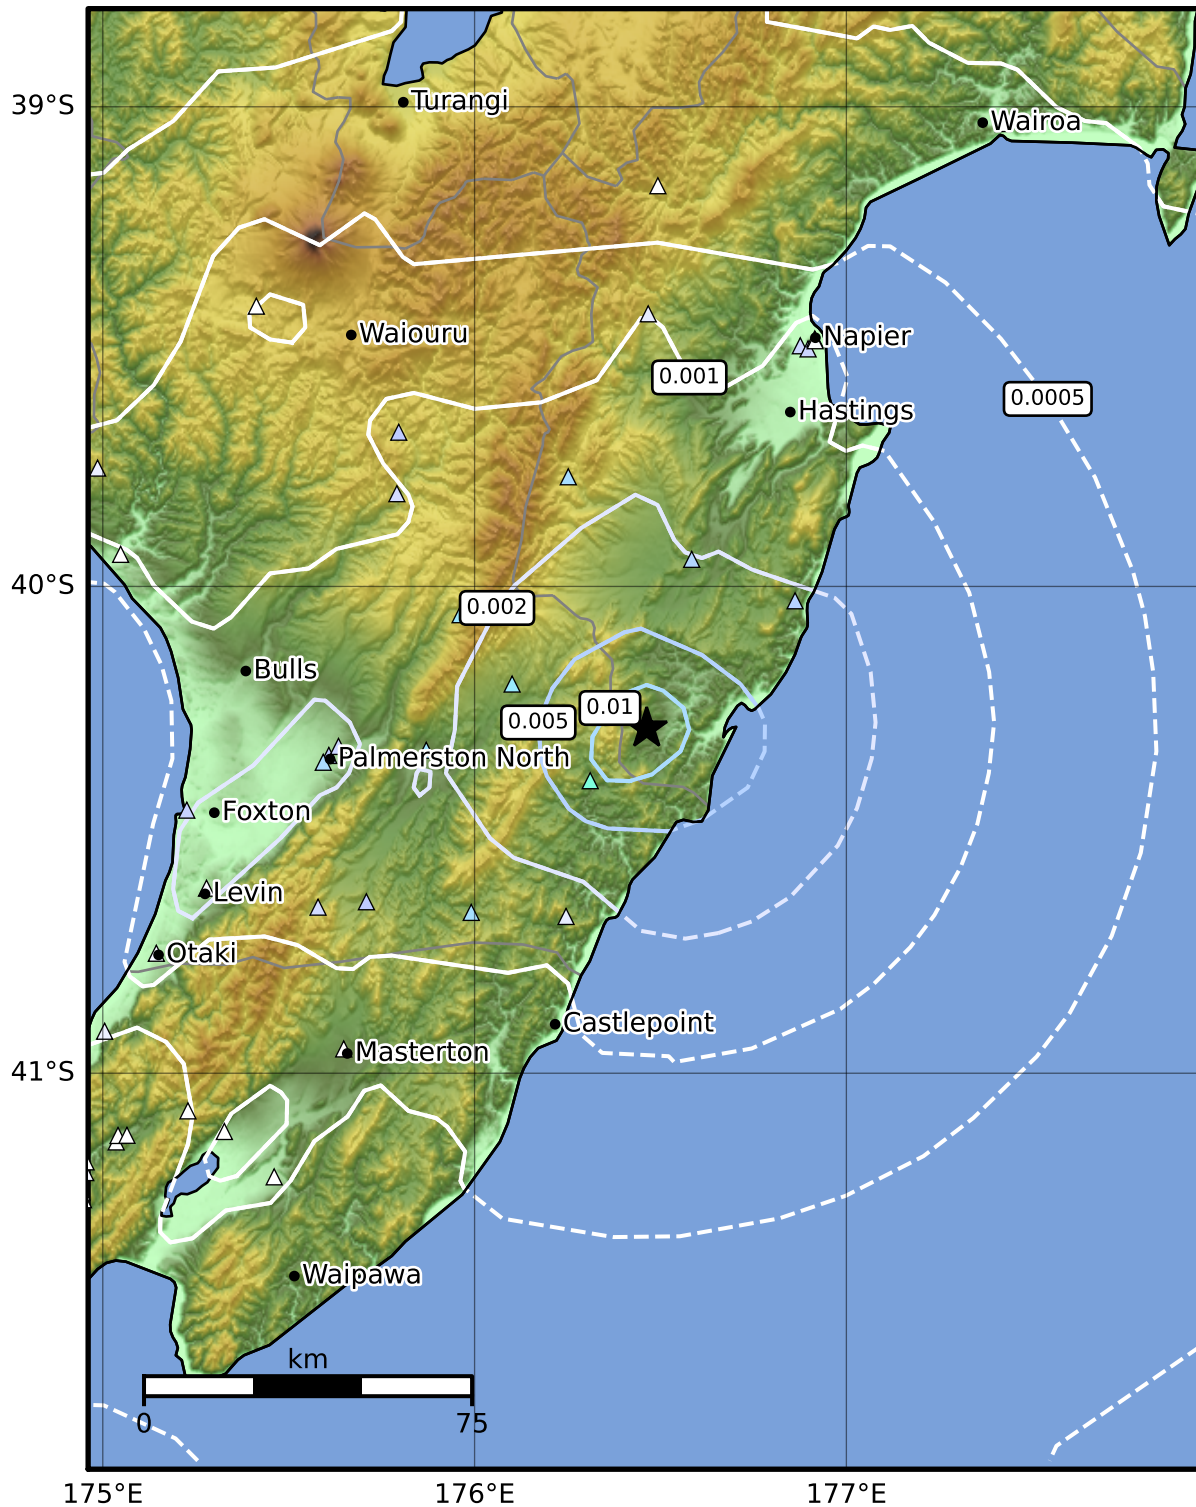 39°S
Turangi
Wairoa
Waiouru
Napier
0.001
0.0005
Hastings
40°S
0.002
Bulls
0.01
0.005
Palmerston North
Foxton
Levin
Otaki
Castlepoint
Masterton
41°S
Waipawa
km
0
75
175°E
176°E
177°E